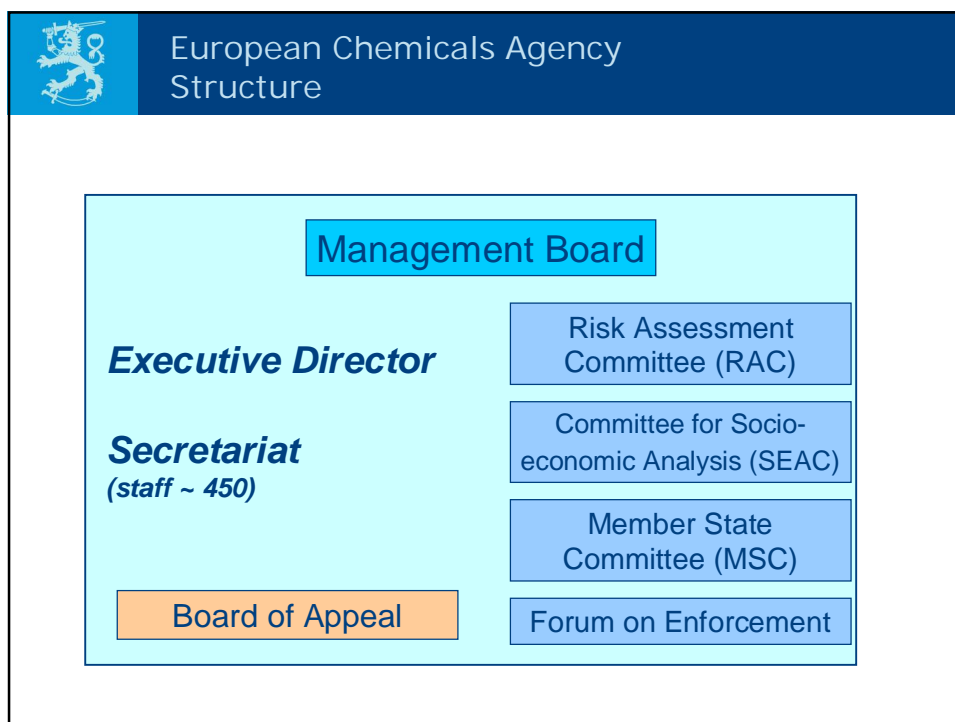 European Chemicals Agency
Structure
Management Board
Executive Director
Secretariat
(staff ~ 450)
Board of Appeal
Risk Assessment
Committee (RAC)
Committee for Socio-
economic Analysis (SEAC)
Member State
Committee (MSC)
Forum on Enforcement